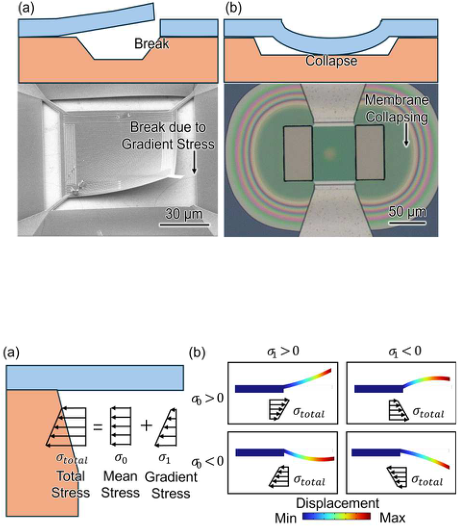 (a)
(b)
Break
Collapse
Break due to
Gradient Stress
30 μm
Membrane
Collapsing
50 μm
(a)
(b)
σ₁ > 0
σ₁ < 0
σ₀ > 0
σₜₒₜₐₗ
σₜₒₜₐₗ
σₜₒₜₐₗ = σ₀ + σ₁
Total Mean Gradient
Stress Stress Stress
σ₀ < 0
σₜₒₜₐₗ
σₜₒₜₐₗ
Displacement
Min Max